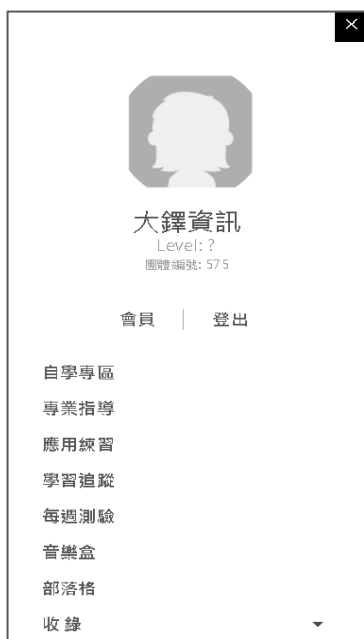 大鐸資訊
Level: ?
團體編號: 575
會員 | 登出
自學專區
專業指導
應用練習
學習追蹤
每週測驗
音樂盒
部落格
收錄